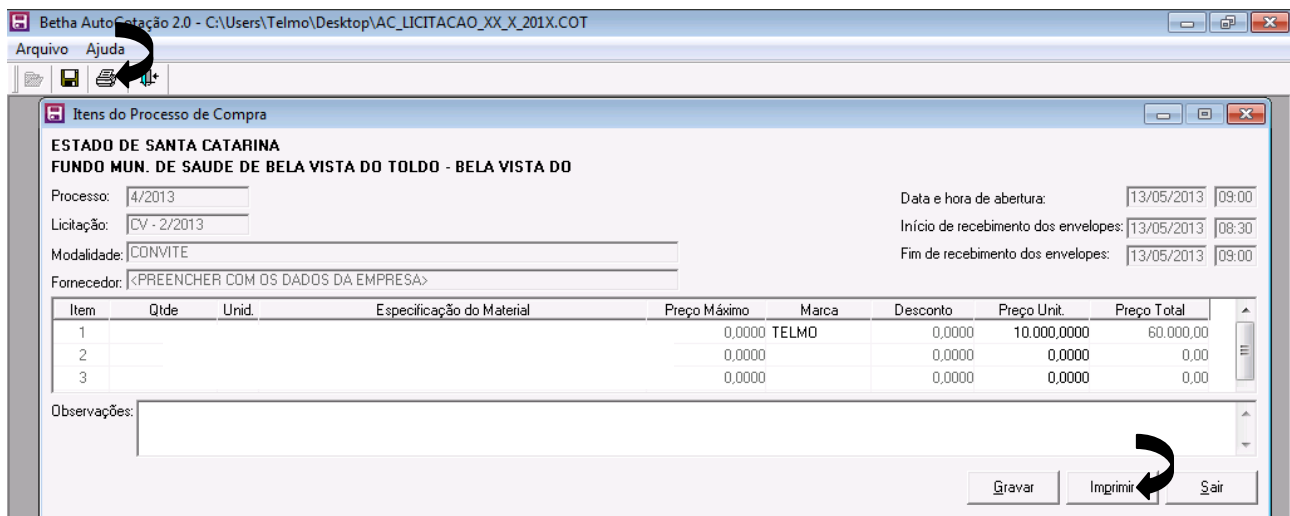 Betha AutoCotação 2.0 - C:\Users\Telmo\Desktop\AC_LICITACAO_XX_X_201X.COT
Arquivo Ajuda
Itens do Processo de Compra
ESTADO DE SANTA CATARINA
FUNDO MUN. DE SAUDE DE BELA VISTA DO TOLDO - BELA VISTA DO
Processo: 4/2013 Data e hora de abertura: 13/05/2013 09:00
Licitação: CV - 2/2013 Início de recebimento dos envelopes: 13/05/2013 08:30
Modalidade: CONVITE Fim de recebimento dos envelopes: 13/05/2013 09:00
Fornecedor: <PREENCHER COM OS DADOS DA EMPRESA>
Item Qtde Unid. Especificação do Material Preço Máximo Marca Desconto Preço Unit. Preço Total
1 0,0000 TELMO 0,0000 10.000,0000 60.000,00
2 0,0000 0,0000 0,0000 0,00
3 0,0000 0,0000 0,0000 0,00
Observações:
Gravar Imprimir Sair